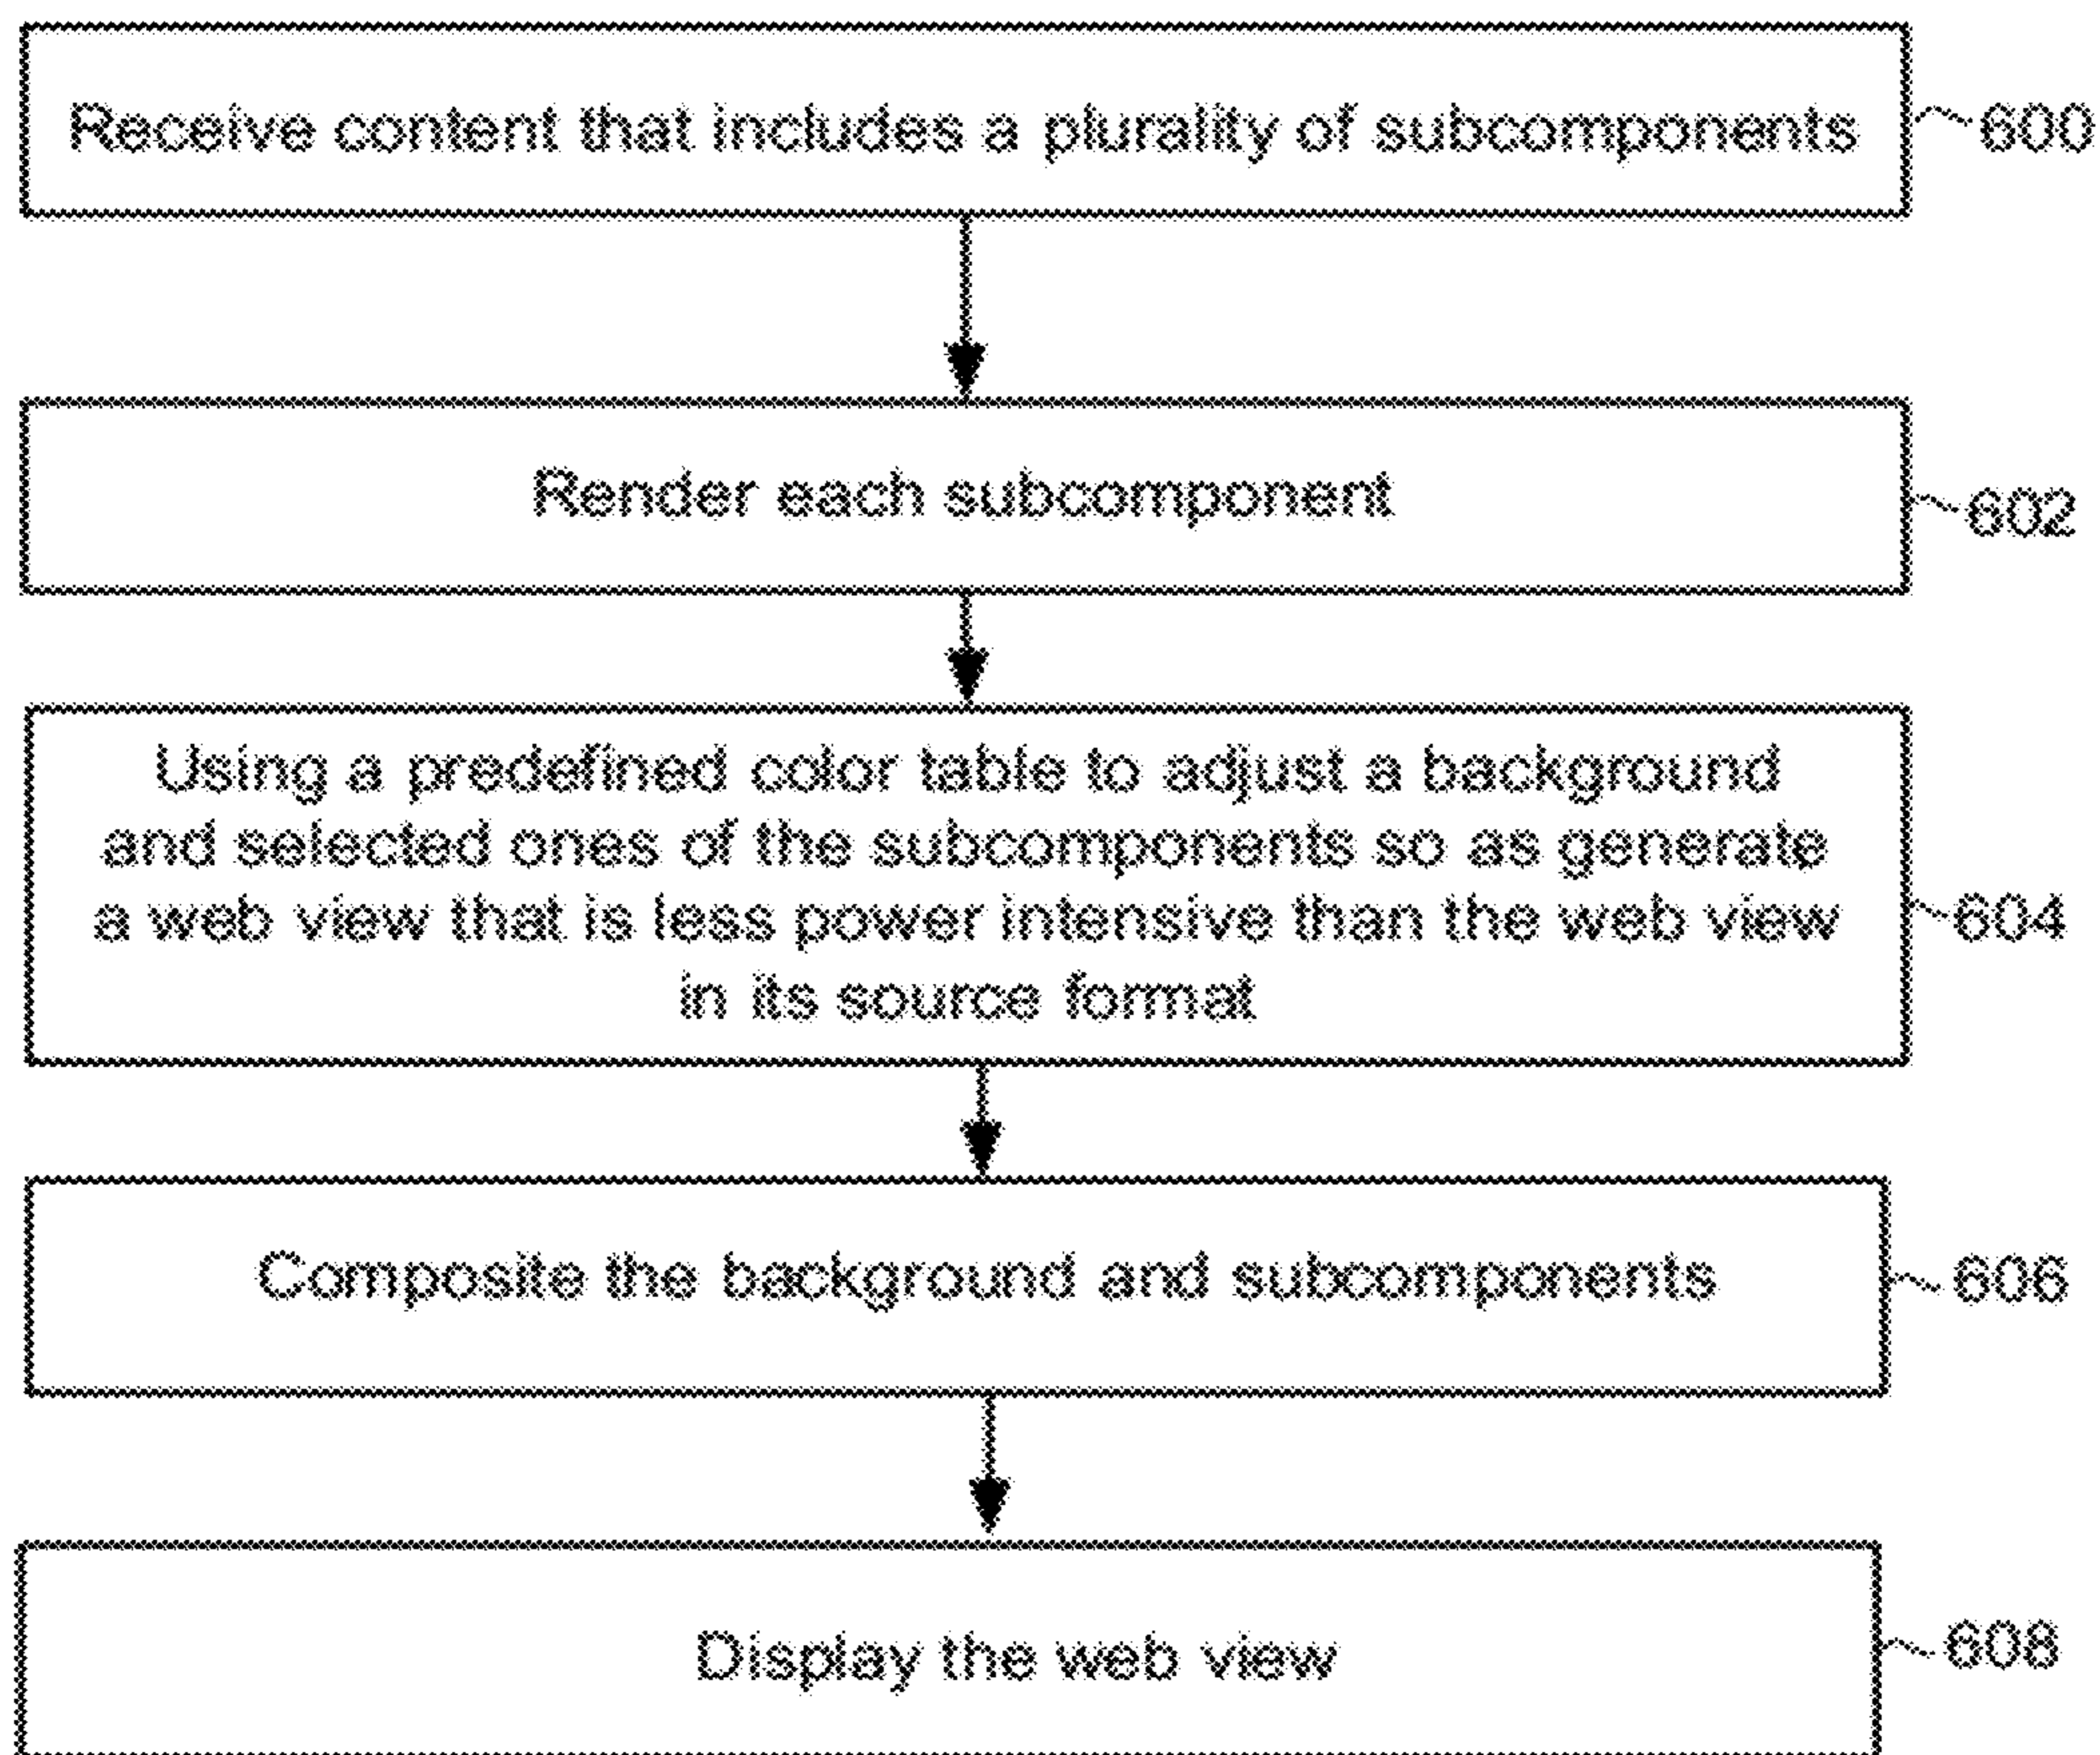 Receive content that includes a plurality of subcomponents
600
Render each subcomponent
602
Using a predefined color table to adjust a background
and selected ones of the subcomponents so as generate
a web view that is less power intensive than the web view
in its source format
604
Composite the background and subcomponents
606
Display the web view
608